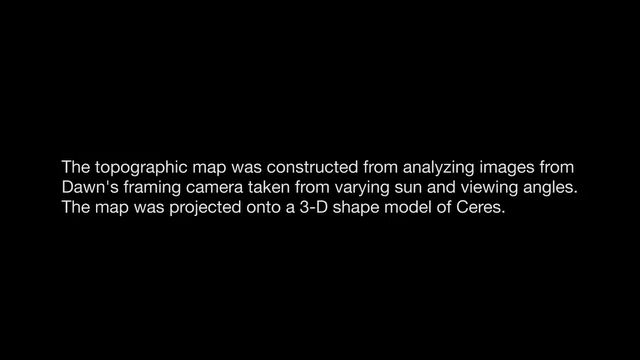 The topographic map was constructed from analyzing images from
Dawn's framing camera taken from varying sun and viewing angles.
The map was projected onto a 3-D shape model of Ceres.